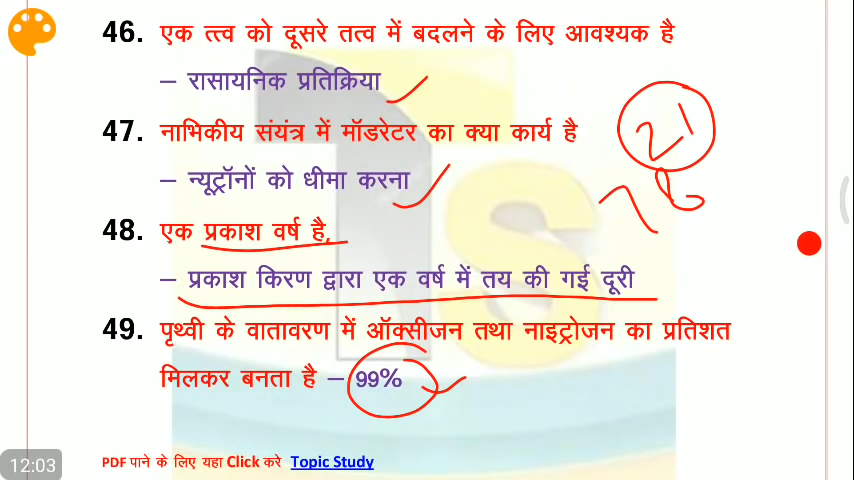 46. एक त्त्व को दूसरे तत्व में बदलने के लिए आवश्यक है
– रासायनिक प्रतिक्रिया
47. नाभिकीय संयंत्र में मॉडरेटर का क्या कार्य है
– न्यूट्रॉनों को धीमा करना
21
78
48. एक प्रकाश वर्ष है,
– प्रकाश किरण द्वारा एक वर्ष में तय की गई दूरी
49. पृथ्वी के वातावरण में ऑक्सीजन तथा नाइट्रोजन का प्रतिशत
मिलकर बनता है – 99%
12:03
PDF पाने के लिए यहा Click करे Topic Study